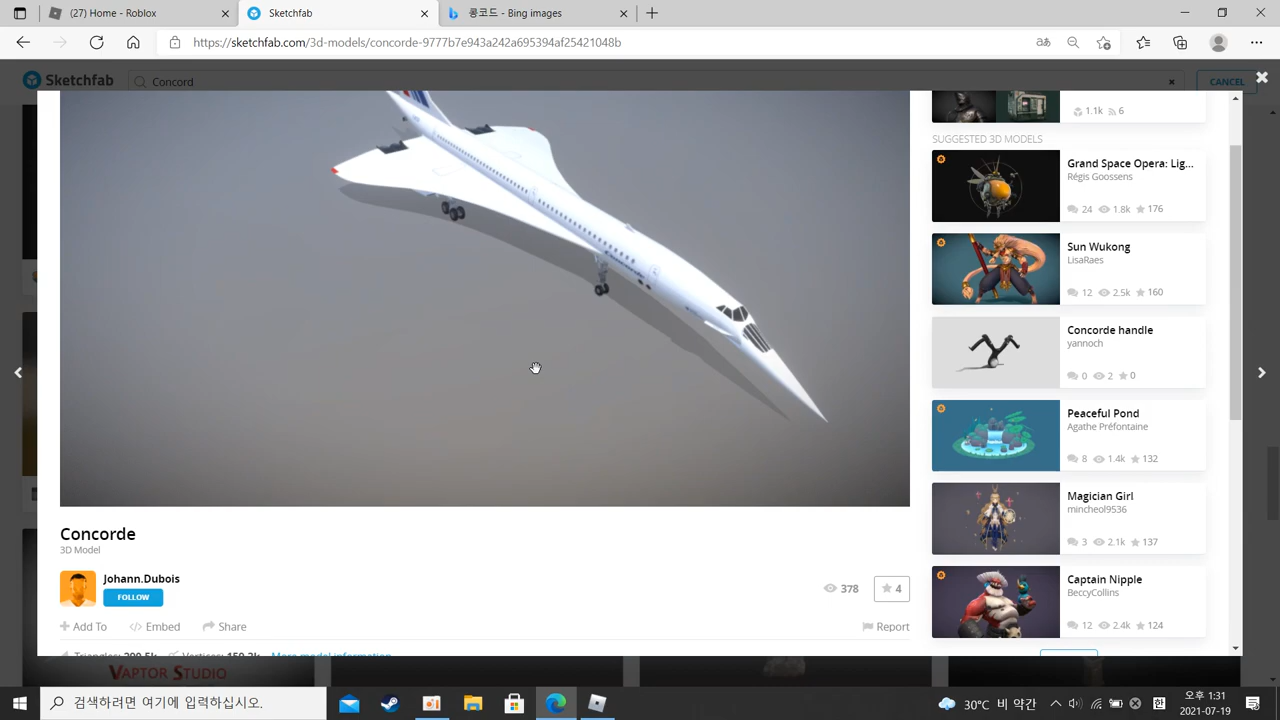 (27) Home - Roblox
Sketchfab
콩코드 - Bing images
https://sketchfab.com/3d-models/concorde-9777b7e943a242a695394af25421048b
Sketchfab
Concord
CANCEL
1.1k 6
SUGGESTED 3D MODELS
Grand Space Opera: Lig...
Régis Goossens
24 1.8k 176
Sun Wukong
LisaRaes
12 2.5k 160
Concorde handle
yannoch
0 2 0
Peaceful Pond
Agathe Préfontaine
8 1.4k 132
Magician Girl
mincheol9536
3 2.1k 137
Captain Nipple
BeccyCollins
12 2.4k 124
Concorde
3D Model
Johann.Dubois
FOLLOW
378 4
Add To Embed Share Report
More model information
VAPTOR STUDIO
검색하려면 여기에 입력하십시오.
30°C 비 약간
한
오후 1:31
2021-07-19